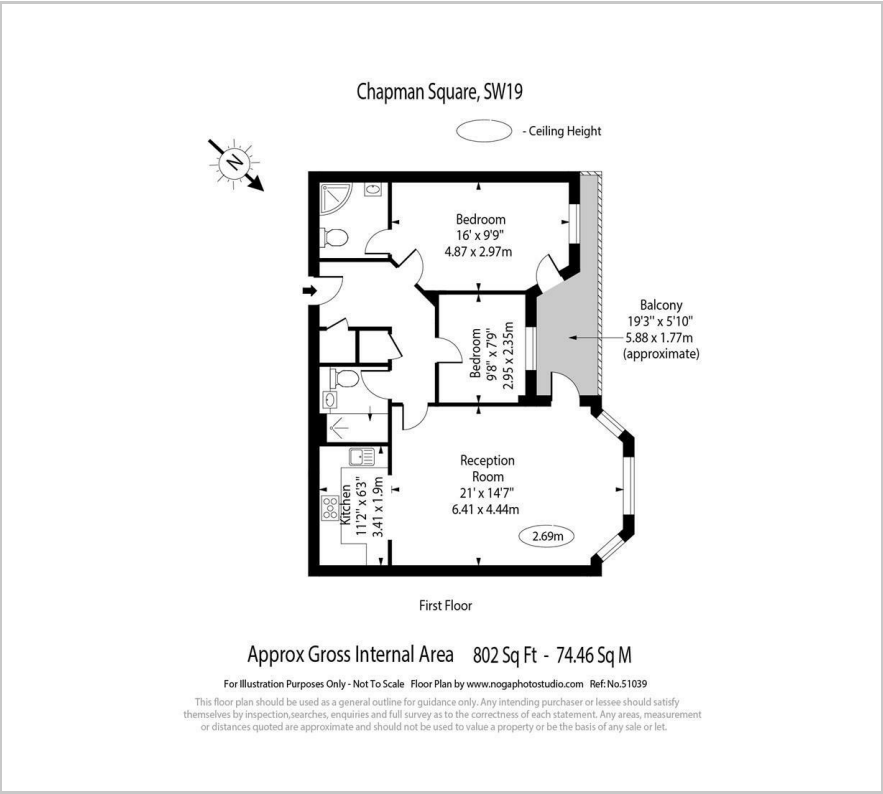 Chapman Square, SW19
- Ceiling Height
N
Bedroom
16' x 9'9"
4.87 x 2.97m
Balcony
19'3" x 5'10"
5.88 x 1.77m
(approximate)
Bedroom
9'8" x 7'9"
2.95 x 2.35m
Reception
Room
21' x 14'7"
6.41 x 4.44m
2.69m
Kitchen
11'2" x 6'3"
3.41 x 1.9m
First Floor
Approx Gross Internal Area 802 Sq Ft - 74.46 Sq M
For Illustration Purposes Only - Not To Scale Floor Plan by www.nogaphotostudio.com Ref: No.51039
This floor plan should be used as a general outline for guidance only. Any intending purchaser or lessee should satisfy
themselves by inspection,searches, enquiries and full survey as to the correctness of each statement. Any areas, measurement
or distances quoted are approximate and should not be used to value a property or be the basis of any sale or let.